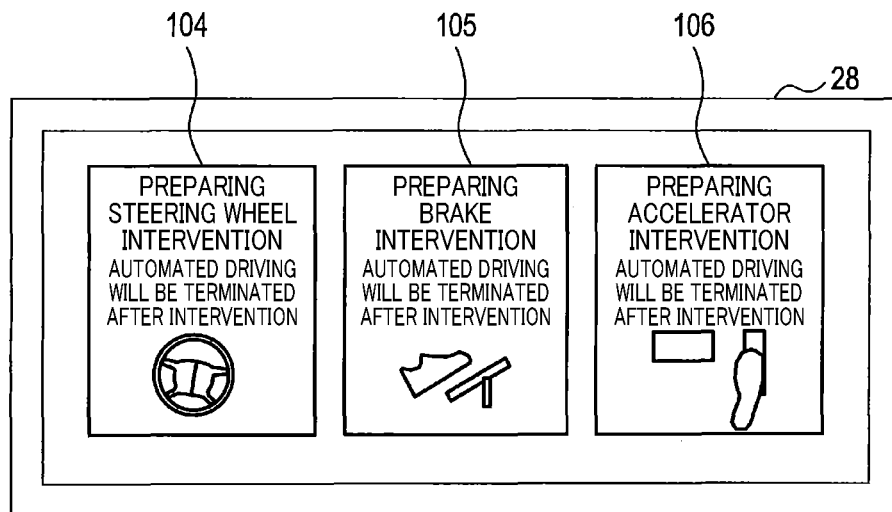 104
105
106
28
PREPARING
STEERING WHEEL
INTERVENTION
AUTOMATED DRIVING
WILL BE TERMINATED
AFTER INTERVENTION
PREPARING
BRAKE
INTERVENTION
AUTOMATED DRIVING
WILL BE TERMINATED
AFTER INTERVENTION
PREPARING
ACCELERATOR
INTERVENTION
AUTOMATED DRIVING
WILL BE TERMINATED
AFTER INTERVENTION